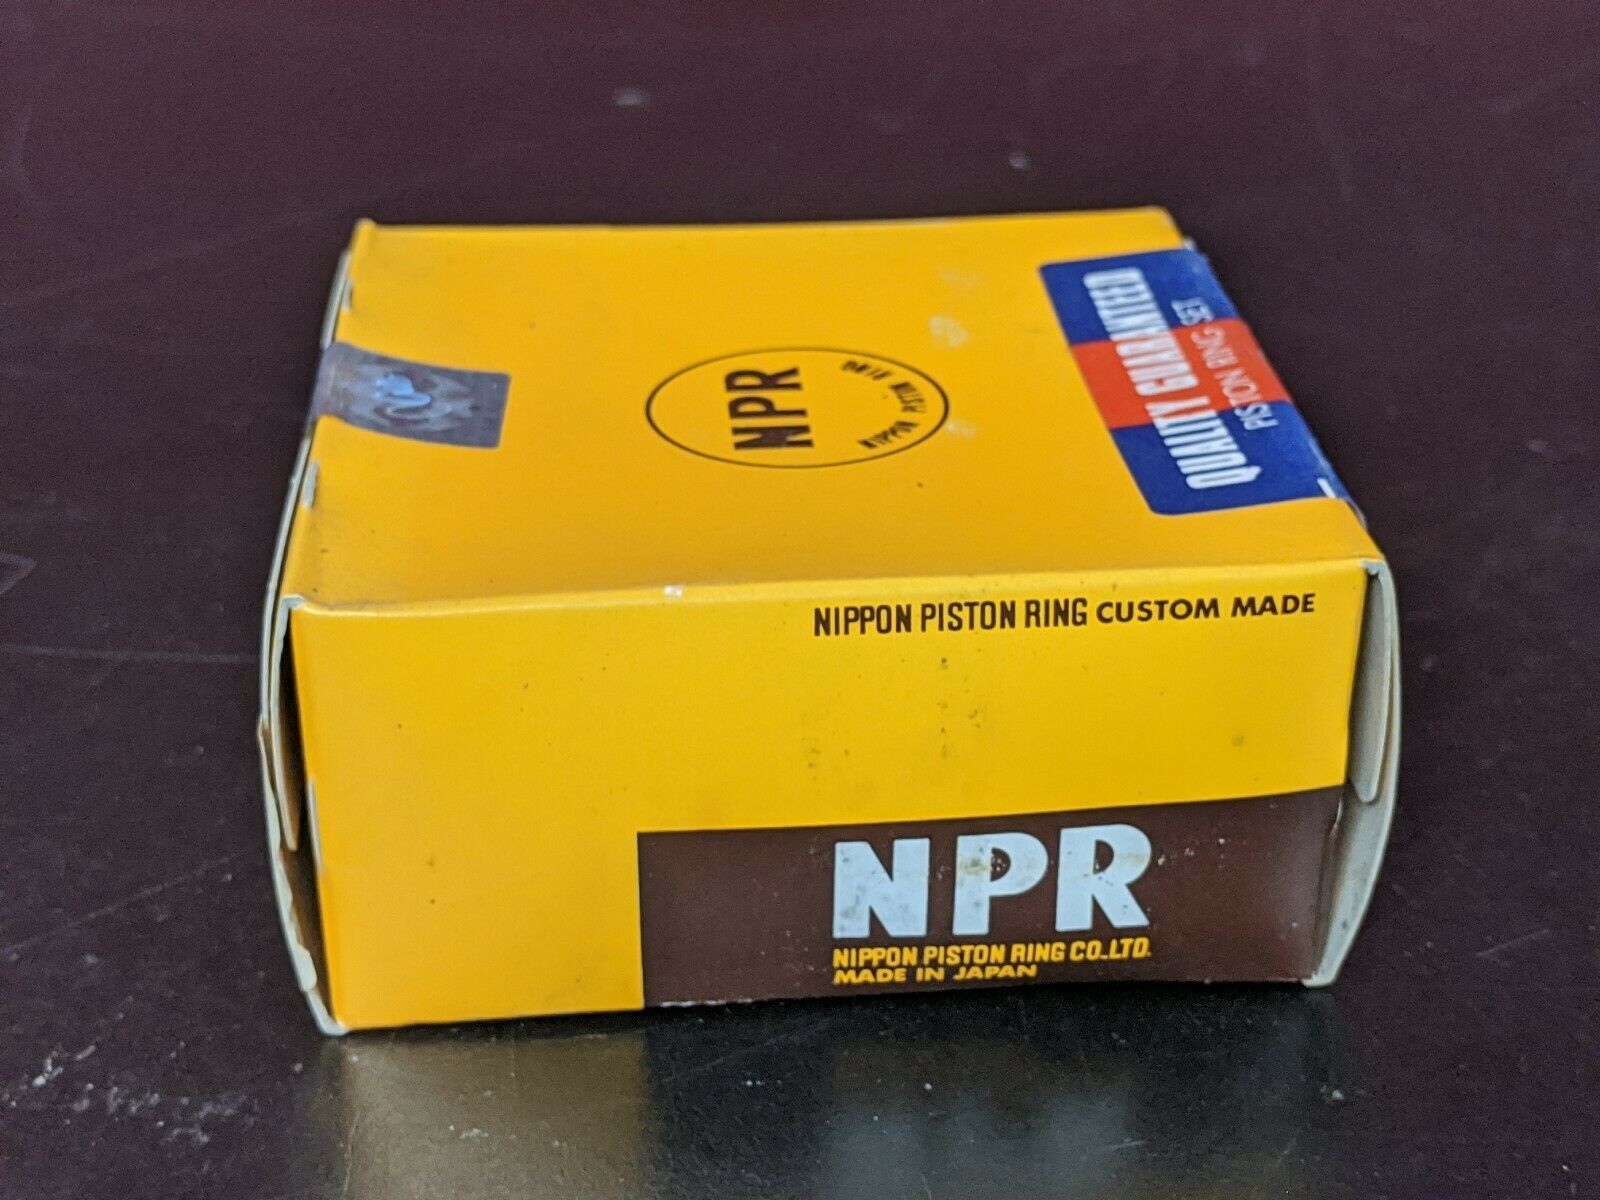 NPR
NIPPON PISTON RING
QUALITY GUARANTEED
PISTON RING SET
NIPPON PISTON RING CUSTOM MADE
NPR
NIPPON PISTON RING CO.,LTD.
MADE IN JAPAN